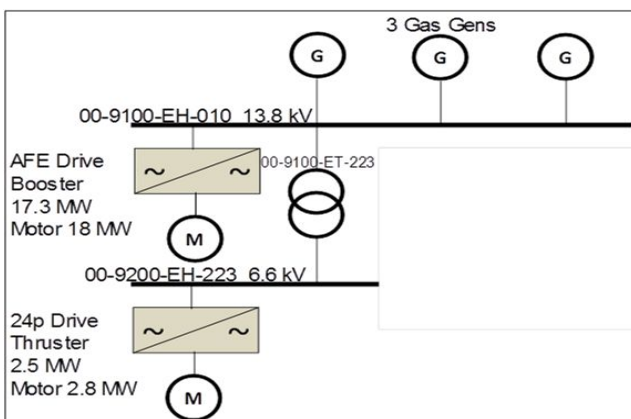 3 Gas Gens
G
G
G
00-9100-EH-010 13.8 kV
AFE Drive
Booster
17.3 MW
Motor 18 MW
~ ~
00-9100-ET-223
M
00-9200-EH-223 6.6 kV
24p Drive
Thruster
2.5 MW
Motor 2.8 MW
~ ~
M